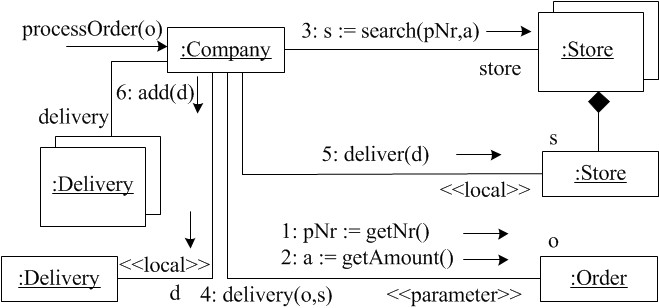 processOrder(o)
:Company
3: s := search(pNr,a)
:Store
store
6: add(d)
delivery
:Delivery
s
5: deliver(d)
:Store
<<local>>
1: pNr := getNr()
2: a := getAmount()
o
:Delivery
<<local>>
:Order
d
4: delivery(o,s)
<<parameter>>